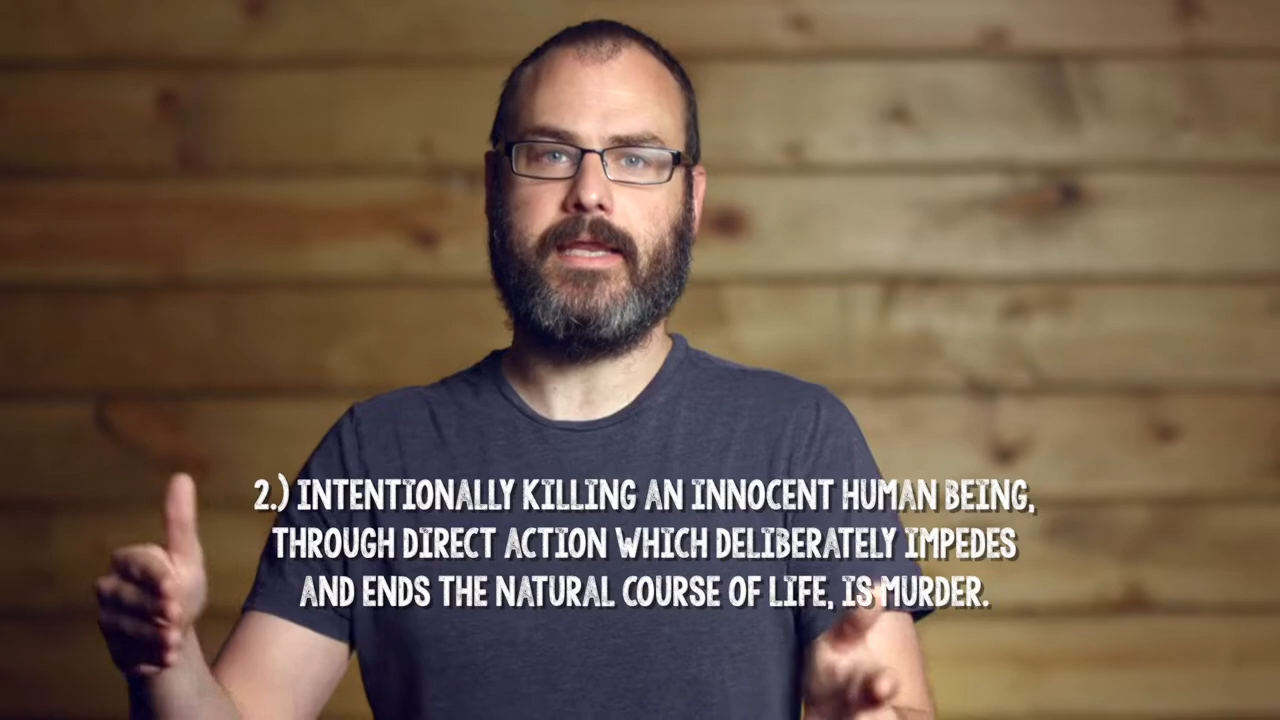 2.) INTENTIONALLY KILLING AN INNOCENT HUMAN BEING,
THROUGH DIRECT ACTION WHICH DELIBERATELY IMPEDES
AND ENDS THE NATURAL COURSE OF LIFE, IS MURDER.